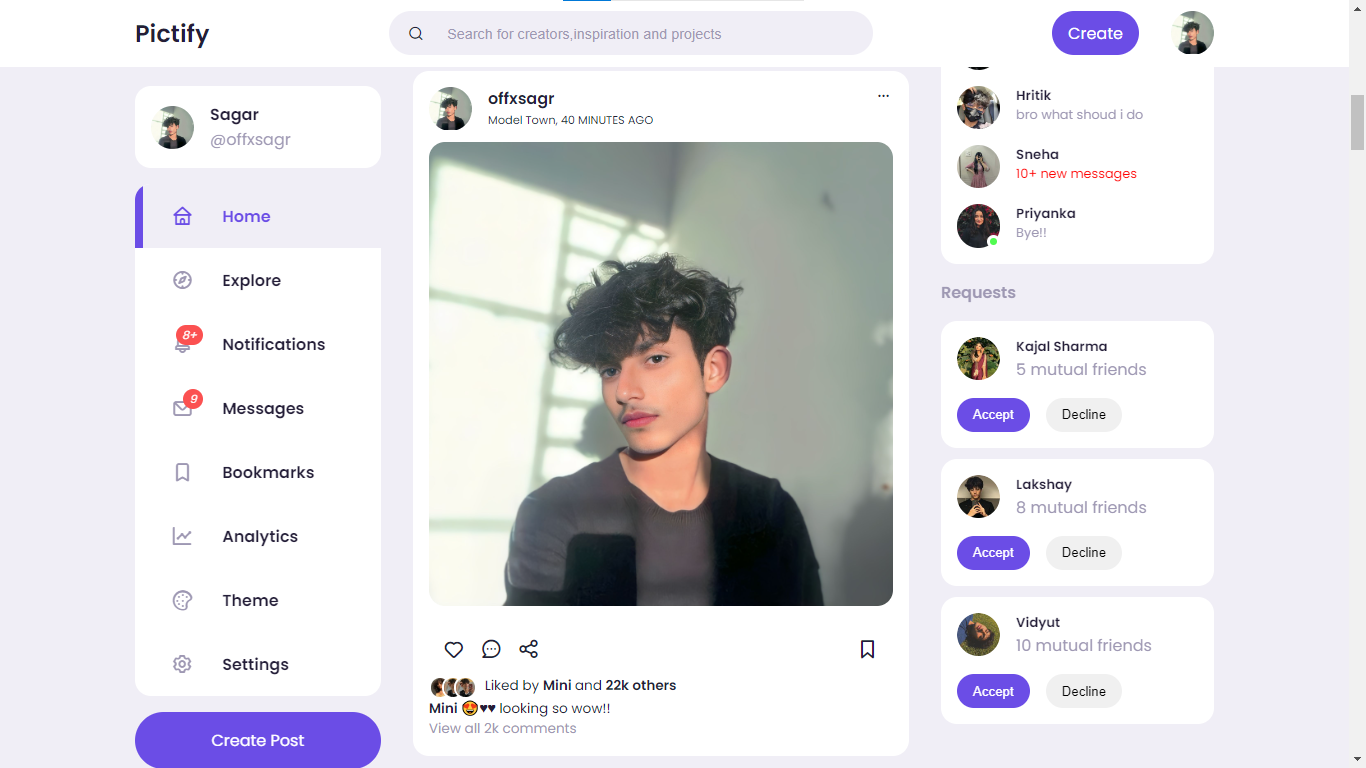 Pictify
Search for creators,inspiration and projects
Create
Sagar
@offxsagr
Home
Explore
8+
Notifications
9
Messages
Bookmarks
Analytics
Theme
Settings
Create Post
offxsagr
Model Town, 40 MINUTES AGO
Liked by Mini and 22k others
Mini 😍♥♥ looking so wow!!
View all 2k comments
Hritik
bro what shoud i do
Sneha
10+ new messages
Priyanka
Bye!!
Requests
Kajal Sharma
5 mutual friends
Accept Decline
Lakshay
8 mutual friends
Accept Decline
Vidyut
10 mutual friends
Accept Decline